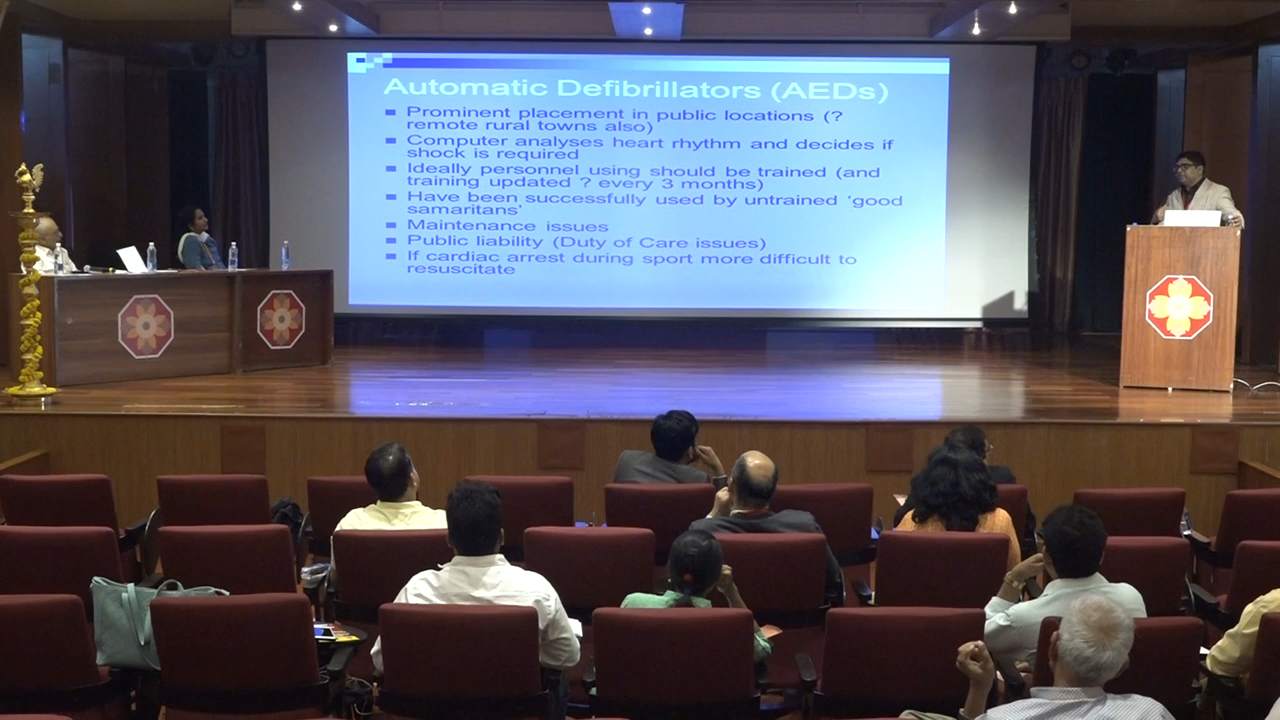 Automatic Defibrillators (AEDs)
Prominent placement in public locations (?
remote rural towns also)
Computer analyses heart rhythm and decides if
shock is required
Ideally personnel using should be trained (and
training updated ? every 3 months)
Have been successfully used by untrained ‘good
samaritans’
Maintenance issues
Public liability (Duty of Care issues)
If cardiac arrest during sport more difficult to
resuscitate